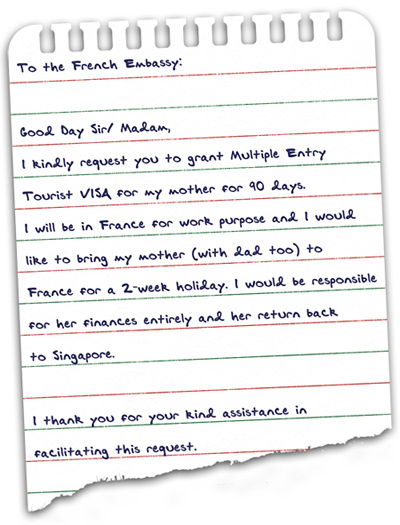 To the French Embassy:
Good Day Sir/ Madam,
I kindly request you to grant Multiple Entry
Tourist VISA for my mother for 90 days.
I will be in France for work purpose and I would
like to bring my mother (with dad too) to
France for a 2-week holiday. I would be responsible
for her finances entirely and her return back
to Singapore.
I thank you for your kind assistance in
facilitating this request.